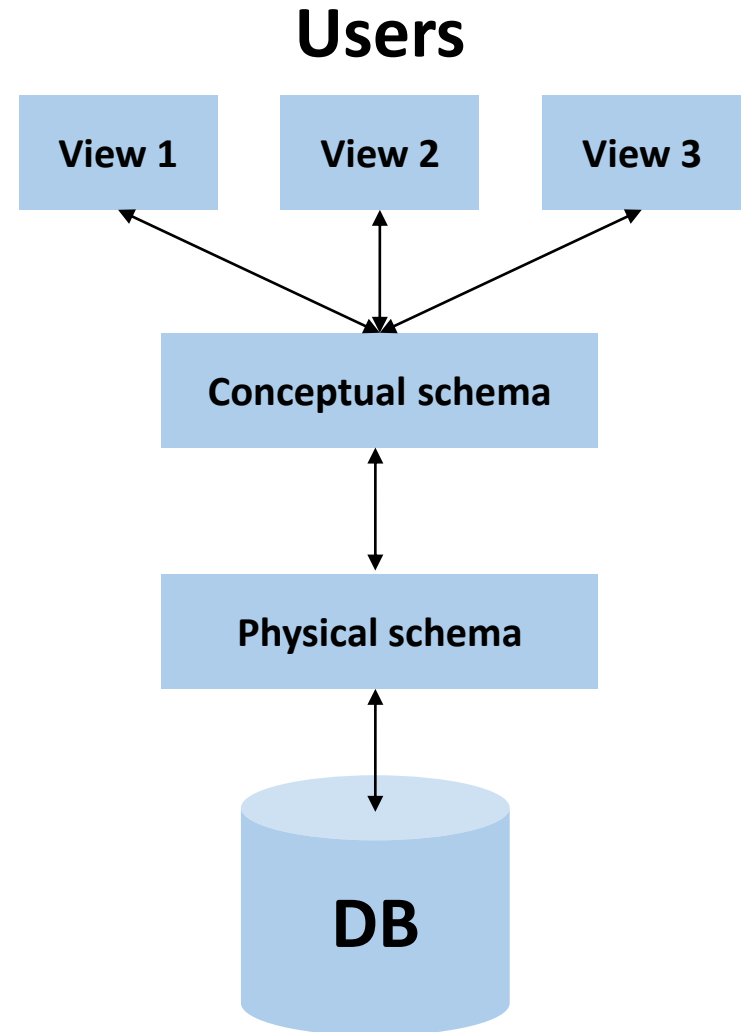 Users
View 1
View 2
View 3
Conceptual schema
Physical schema
DB